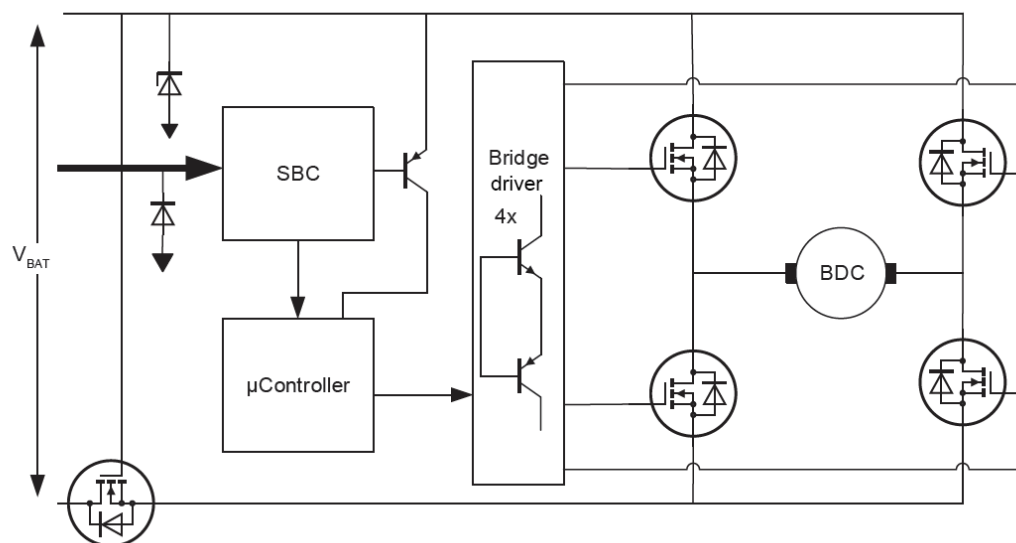 SBC
Bridge
driver
4x
V_BAT
BDC
µController